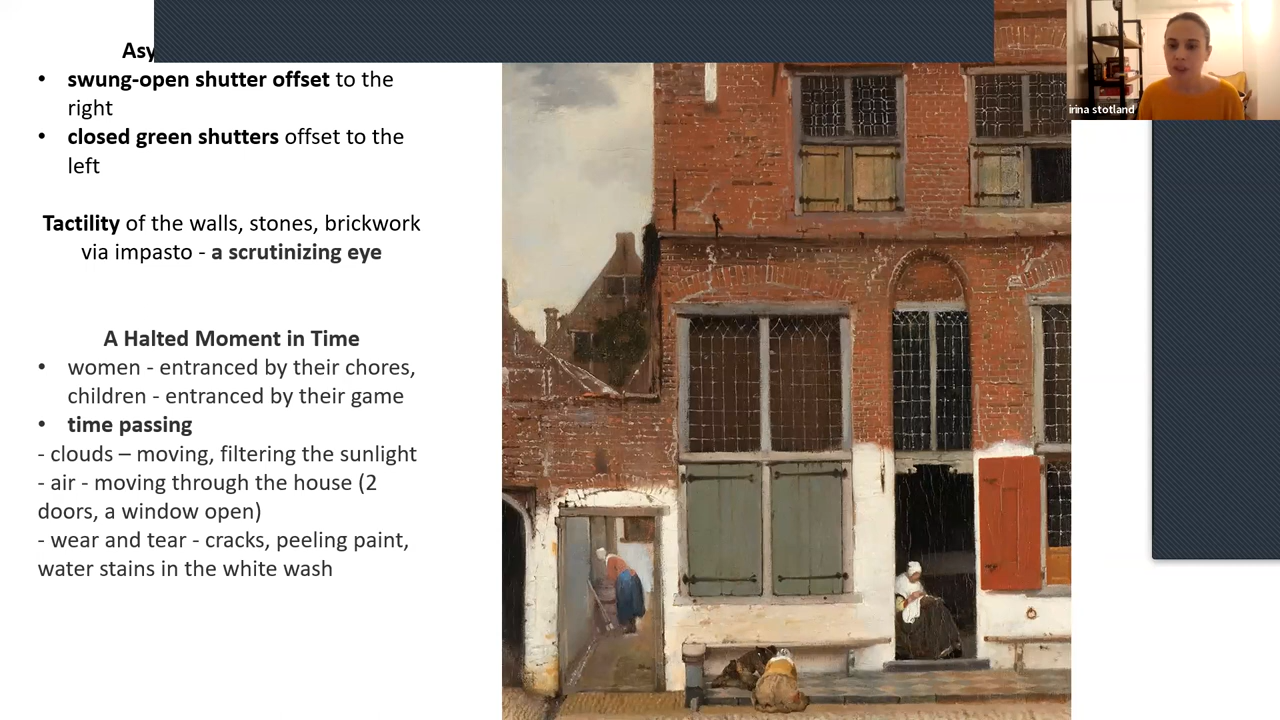 Asy
• swung-open shutter offset to the
right
• closed green shutters offset to the
left
Tactility of the walls, stones, brickwork
via impasto - a scrutinizing eye
A Halted Moment in Time
• women - entranced by their chores,
children - entranced by their game
• time passing
- clouds – moving, filtering the sunlight
- air - moving through the house (2
doors, a window open)
- wear and tear - cracks, peeling paint,
water stains in the white wash
irina stotland